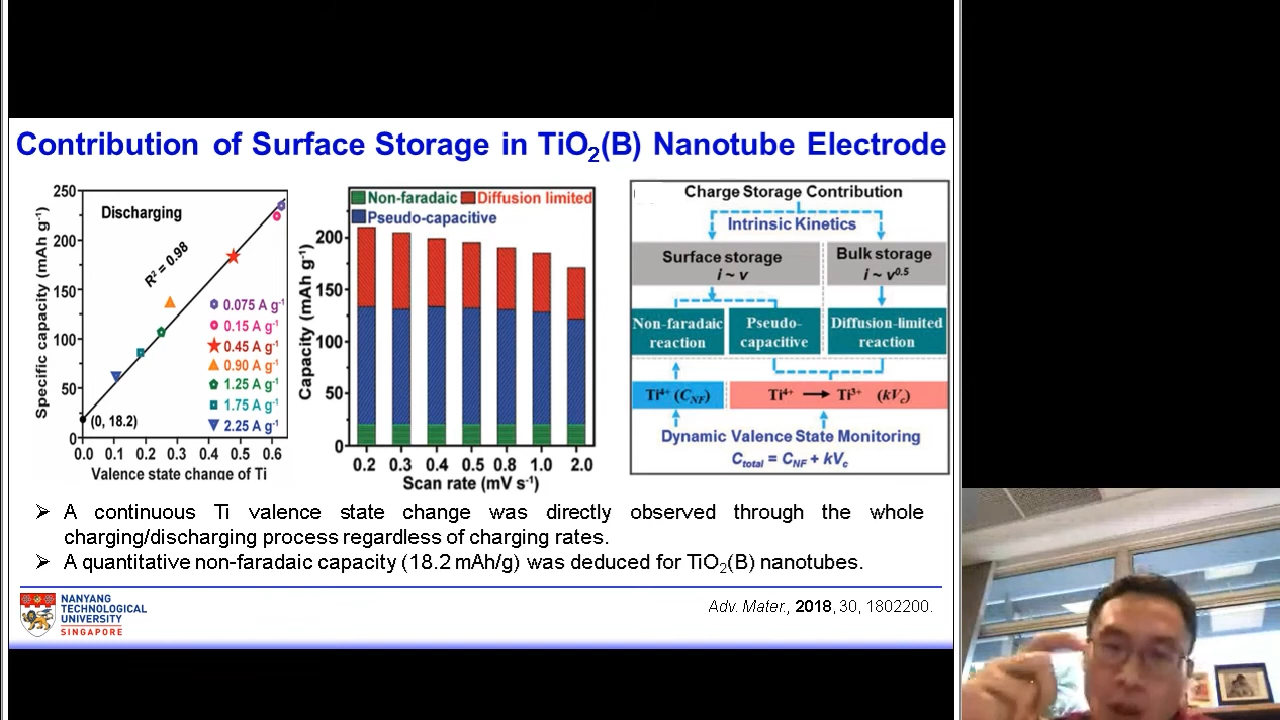 Contribution of Surface Storage in TiO2(B) Nanotube Electrode
250
200
150
100
50
0
Specific capacity (mAh g-1)
Discharging
R2 = 0.98
0.075 A g-1
0.15 A g-1
0.45 A g-1
0.90 A g-1
1.25 A g-1
1.75 A g-1
2.25 A g-1
(0, 18.2)
0.0 0.1 0.2 0.3 0.4 0.5 0.6
Valence state change of Ti
Non-faradaic Diffusion limited
Pseudo-capacitive
200
150
100
50
0
Capacity (mAh g-1)
0.2 0.3 0.4 0.5 0.8 1.0 2.0
Scan rate (mV s-1)
Charge Storage Contribution
Intrinsic Kinetics
Surface storage
i ~ v
Bulk storage
i ~ v0.5
Non-faradaic
reaction
Pseudo-
capacitive
Diffusion-limited
reaction
Ti4+ (CNF)
Ti4+ → Ti3+ (kVc)
Dynamic Valence State Monitoring
Ctotal = CNF + kVc
➢ A continuous Ti valence state change was directly observed through the whole
charging/discharging process regardless of charging rates.
➢ A quantitative non-faradaic capacity (18.2 mAh/g) was deduced for TiO2(B) nanotubes.
NANYANG
TECHNOLOGICAL
UNIVERSITY
SINGAPORE
Adv. Mater., 2018, 30, 1802200.